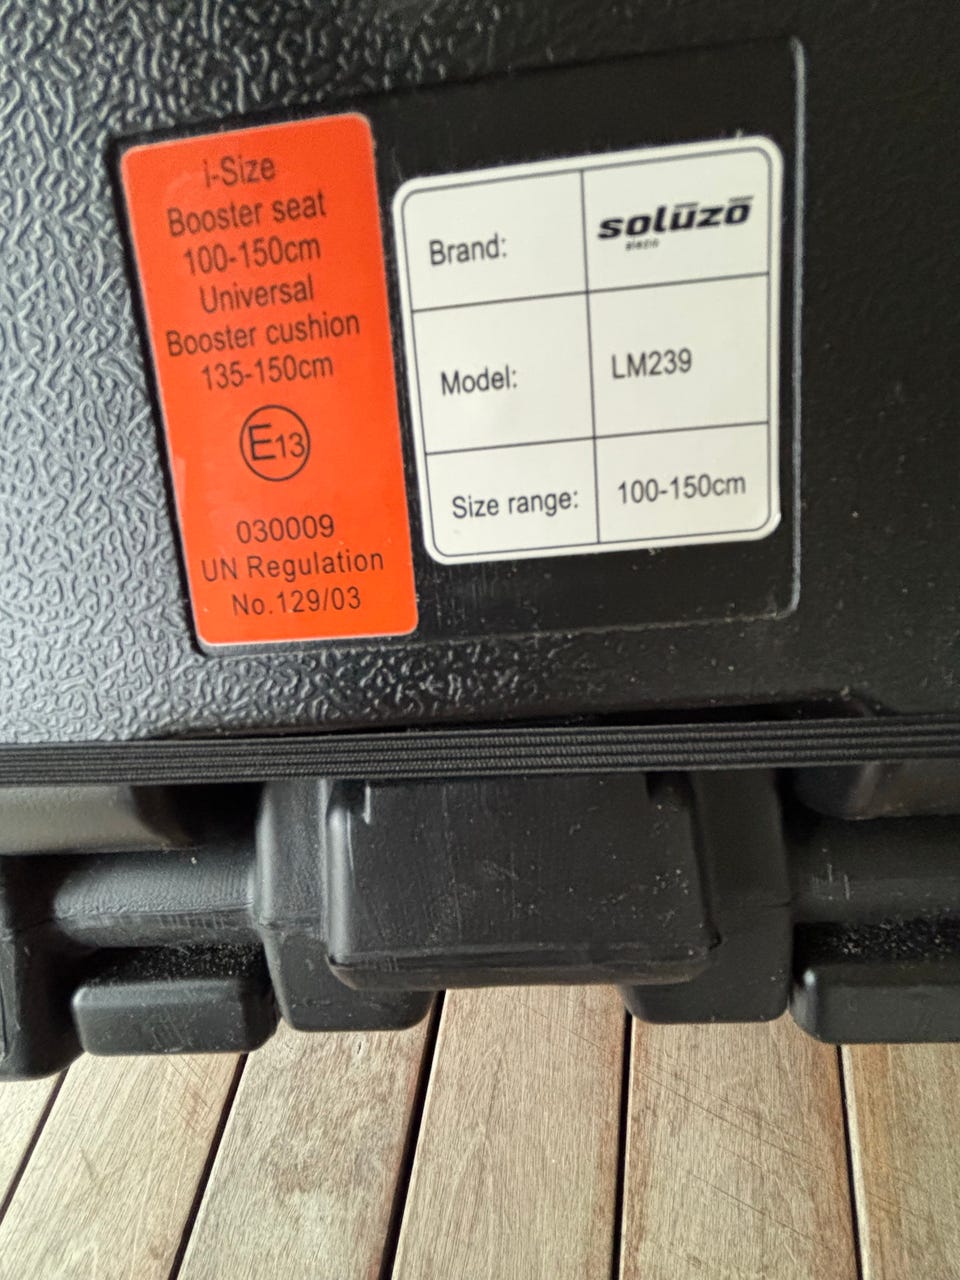 i-Size
Booster seat
100-150cm
Universal
Booster cushion
135-150cm
E13
030009
UN Regulation
No.129/03
Brand: solūzō
Model: LM239
Size range: 100-150cm